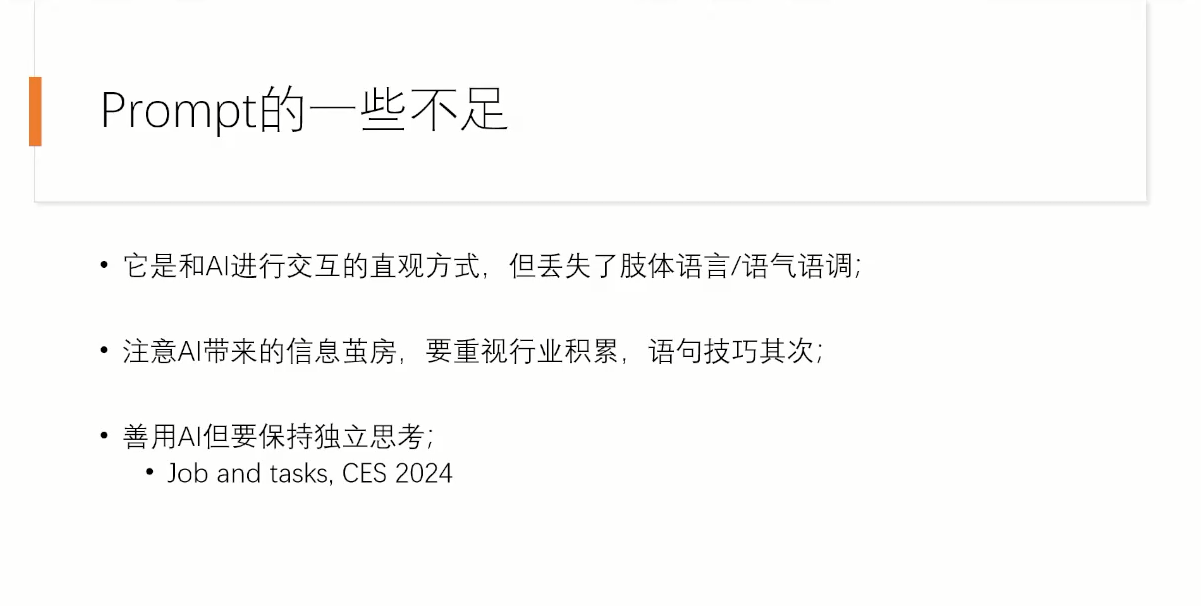 Prompt的一些不足
• 它是和AI进行交互的直观方式，但丢失了肢体语言/语气语调;
• 注意AI带来的信息茧房，要重视行业积累，语句技巧其次;
• 善用AI但要保持独立思考;
• Job and tasks, CES 2024